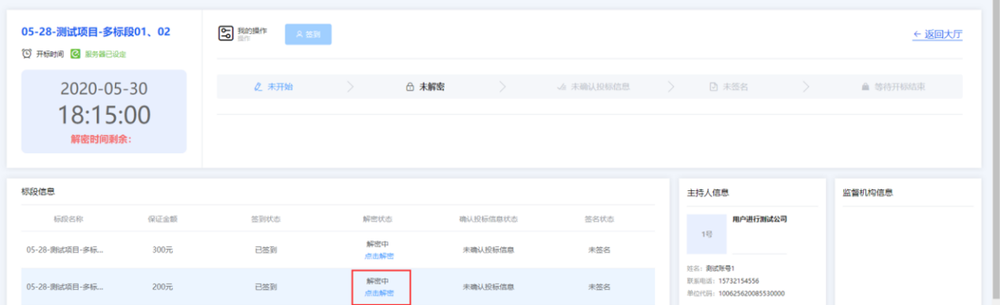 05-28-测试项目-多标段01、02
开标时间 服务器已设定
2020-05-30
18:15:00
解密时间剩余：
我的操作
操作
签到
← 返回大厅
未开始
未解密
未确认投标信息
未签名
等待开标结束
标段信息
标段名称 保证金额 签到状态 解密状态 确认投标信息状态 签名状态
05-28-测试项目-多标... 300元 已签到 解密中 未确认投标信息 未签名
点击解密
05-28-测试项目-多标... 200元 已签到 解密中 未确认投标信息 未签名
点击解密
主持人信息
1号
用户进行测试公司
姓名：测试账号1
联系电话：15732154556
单位代码：100625620085530000
监督机构信息